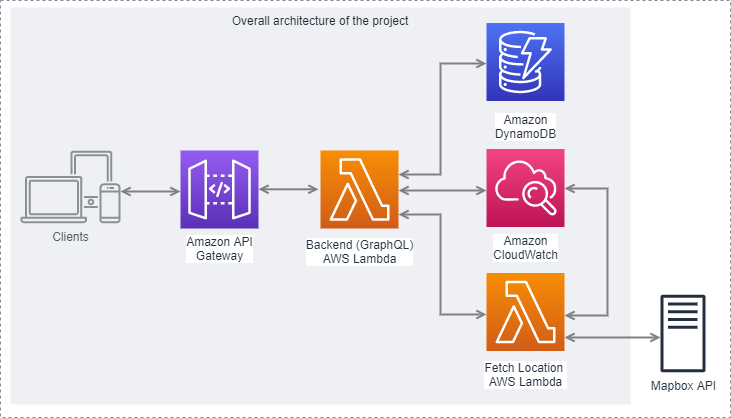 Overall architecture of the project
Amazon
DynamoDB
Clients
</>
Amazon API
Gateway
Backend (GraphQL)
AWS Lambda
Amazon
CloudWatch
Fetch Location
AWS Lambda
Mapbox API